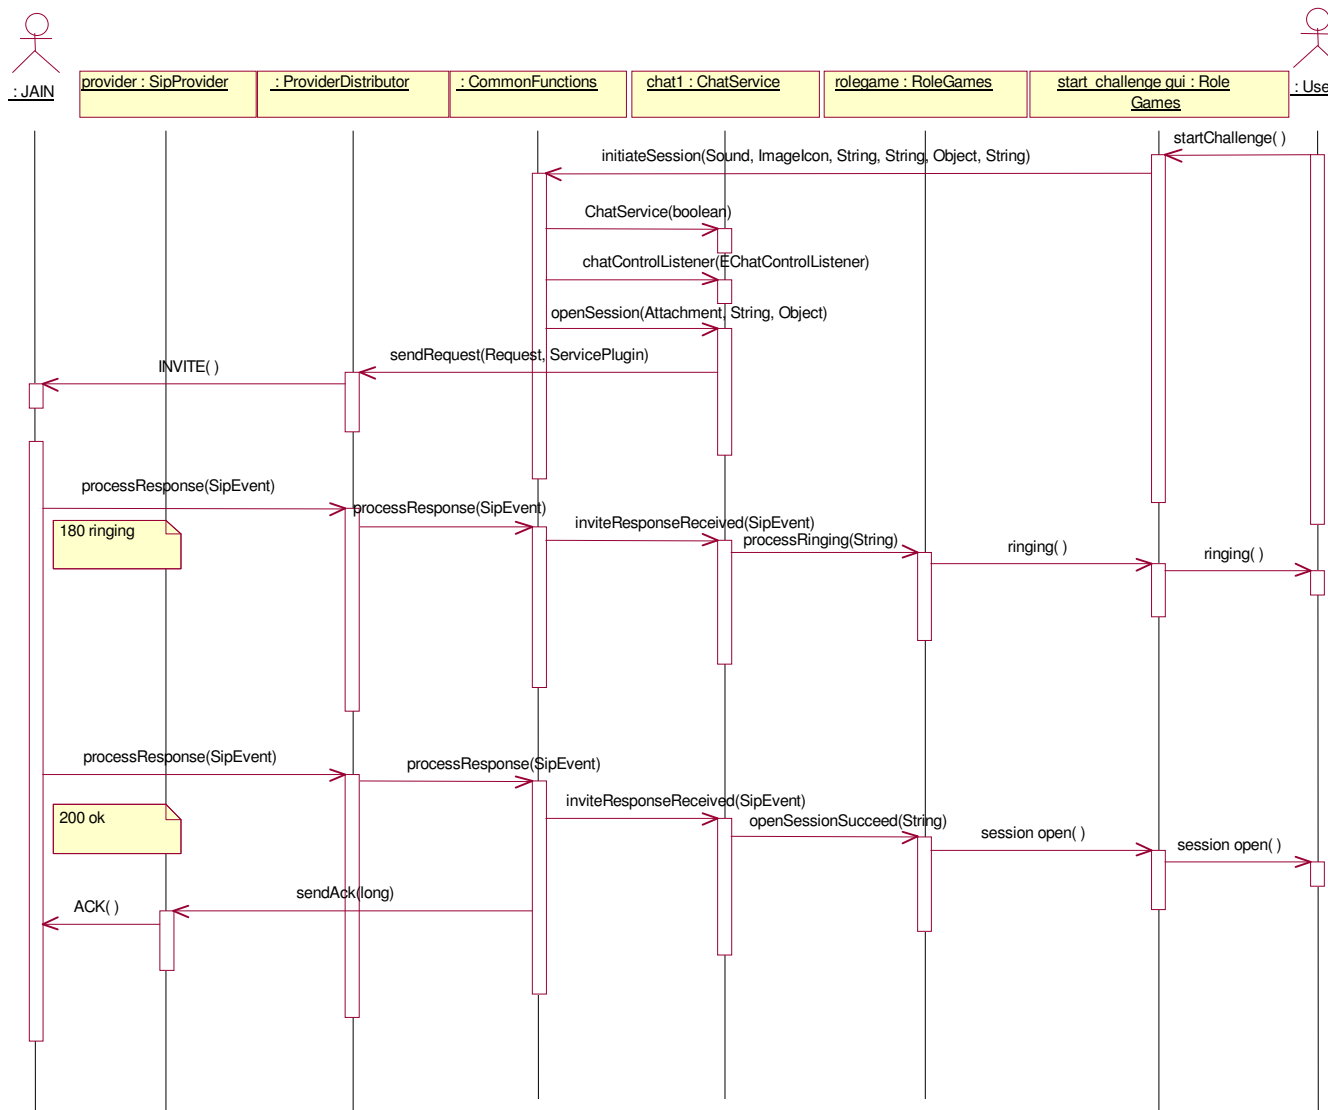 : JAIN
provider : SipProvider
: ProviderDistributor
: CommonFunctions
chat1 : ChatService
rolegame : RoleGames
start challenge gui : Role
Games
: Use
startChallenge( )
initiateSession(Sound, ImageIcon, String, String, Object, String)
ChatService(boolean)
chatControlListener(EChatControlListener)
openSession(Attachment, String, Object)
sendRequest(Request, ServicePlugin)
INVITE( )
processResponse(SipEvent)
processResponse(SipEvent)
180 ringing
inviteResponseReceived(SipEvent)
processRinging(String)
ringing( )
ringing( )
processResponse(SipEvent)
processResponse(SipEvent)
200 ok
inviteResponseReceived(SipEvent)
openSessionSucceed(String)
session open( )
session open( )
sendAck(long)
ACK( )